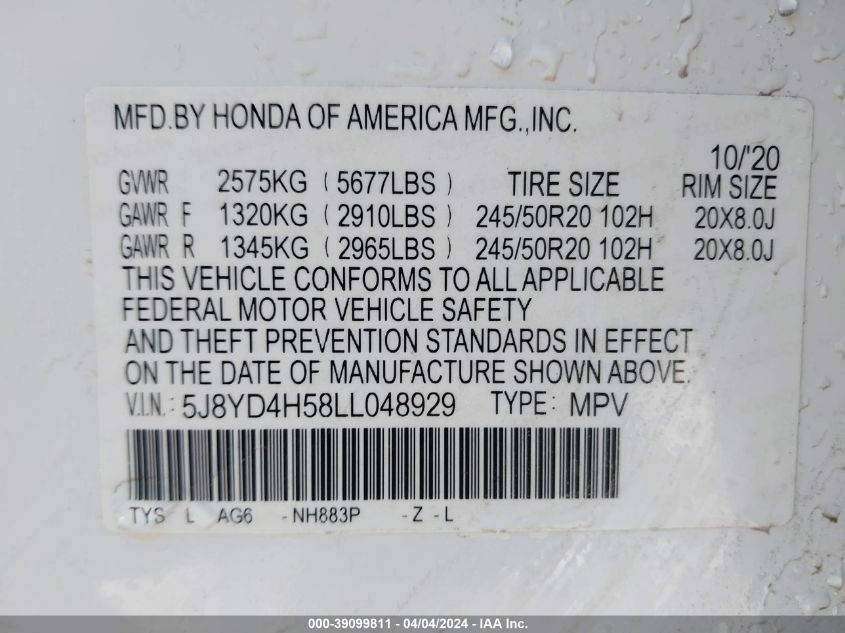 MFD.BY HONDA OF AMERICA MFG.,INC.
10/'20
GVWR 2575KG ( 5677LBS ) TIRE SIZE RIM SIZE
GAWR F 1320KG ( 2910LBS ) 245/50R20 102H 20X8.0J
GAWR R 1345KG ( 2965LBS ) 245/50R20 102H 20X8.0J
THIS VEHICLE CONFORMS TO ALL APPLICABLE
FEDERAL MOTOR VEHICLE SAFETY
AND THEFT PREVENTION STANDARDS IN EFFECT
ON THE DATE OF MANUFACTURE SHOWN ABOVE.
V.I.N.: 5J8YD4H58LL048929 TYPE: MPV
TYS L AG6 -NH883P -Z -L
000-39099811 - 04/04/2024 - IAA Inc.